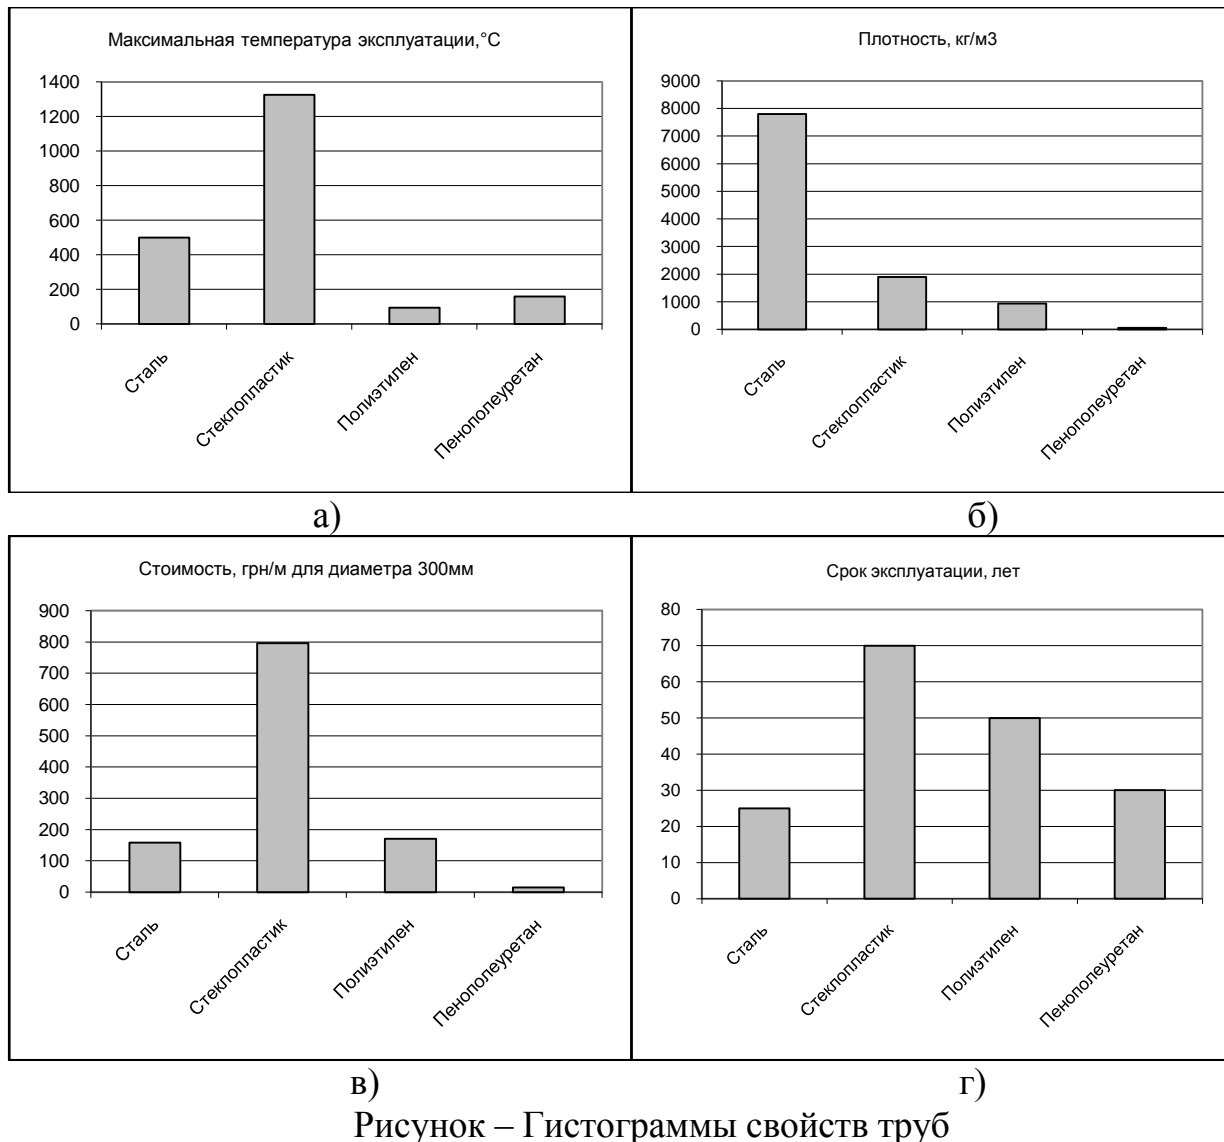 Максимальная температура эксплуатации,°С
1400
1200
1000
800
600
400
200
0
Сталь
Стеклопластик
Полиэтилен
Пенополеуретан
а)
Плотность, кг/м3
9000
8000
7000
6000
5000
4000
3000
2000
1000
0
Сталь
Стеклопластик
Полиэтилен
Пенополеуретан
б)
Стоимость, грн/м для диаметра 300мм
900
800
700
600
500
400
300
200
100
0
Сталь
Стеклопластик
Полиэтилен
Пенополеуретан
в)
Срок эксплуатации, лет
80
70
60
50
40
30
20
10
0
Сталь
Стеклопластик
Полиэтилен
Пенополеуретан
г)
Рисунок – Гистограммы свойств труб